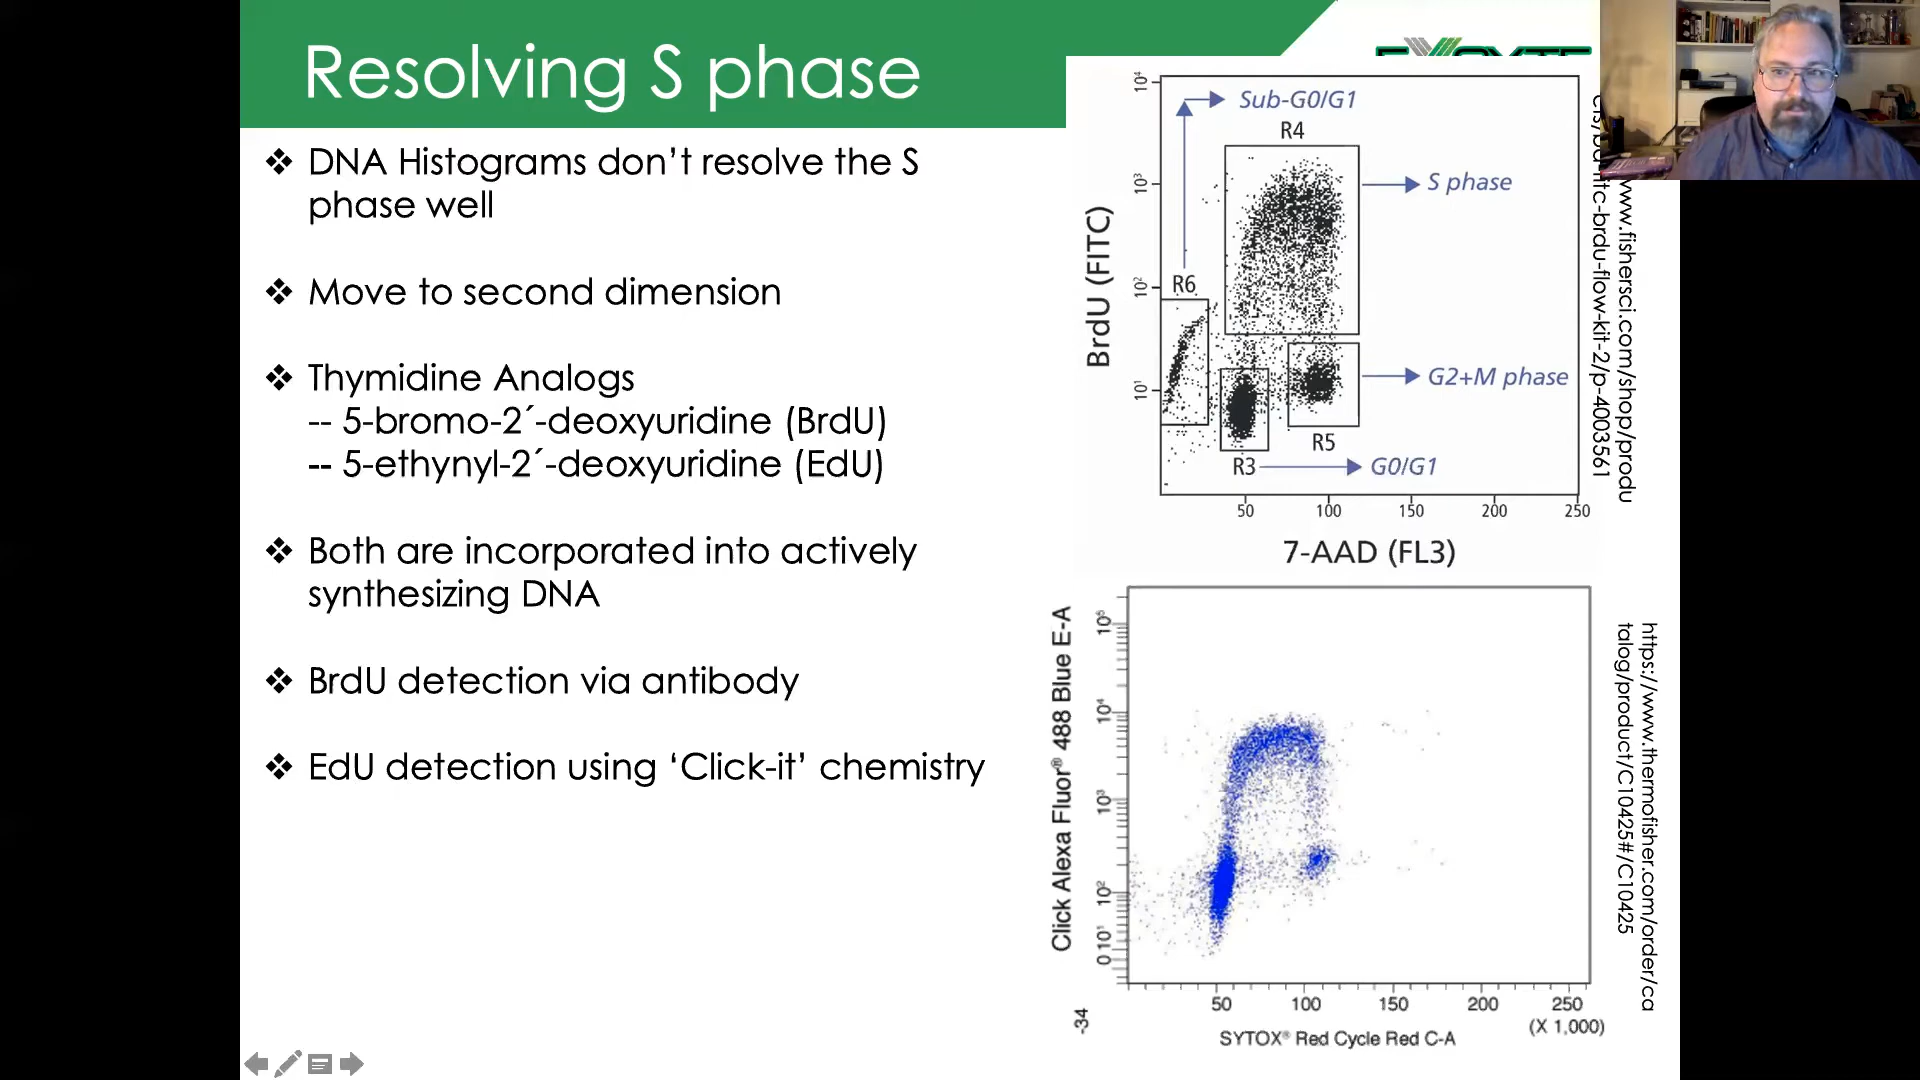 Resolving S phase
❖ DNA Histograms don’t resolve the S
phase well
❖ Move to second dimension
❖ Thymidine Analogs
-- 5-bromo-2´-deoxyuridine (BrdU)
-- 5-ethynyl-2´-deoxyuridine (EdU)
❖ Both are incorporated into actively
synthesizing DNA
❖ BrdU detection via antibody
❖ EdU detection using ‘Click-it’ chemistry
BrdU (FITC)
10⁴
10³
10²
10¹
Sub-G0/G1
R4
S phase
R6
G2+M phase
R5
R3
G0/G1
50 100 150 200 250
7-AAD (FL3)
www.fishersci.com/shop/produ
itc-brdu-flow-kit-2/p-4003561
Click Alexa Fluor® 488 Blue E-A
10⁵
10⁴
10³
10²
0 10¹
-34
50 100 150 200 250
(X 1,000)
SYTOX® Red Cycle Red C-A
https://www.thermofisher.com/order/ca
talog/product/C10425#/C10425